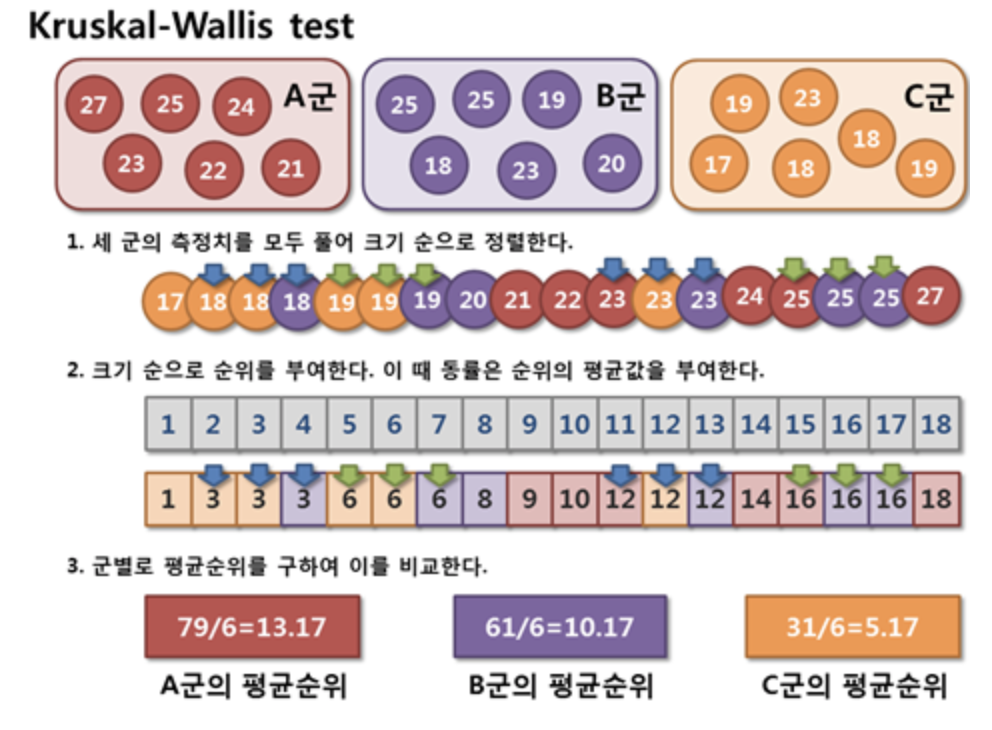 Kruskal-Wallis test
A군 B군 C군
27 25 24 25 25 19 19 23 18
23 22 21 18 23 20 17 18 19
1. 세 군의 측정치를 모두 풀어 크기 순으로 정렬한다.
17 18 18 18 19 19 19 20 21 22 23 23 23 24 25 25 25 27
2. 크기 순으로 순위를 부여한다. 이 때 동률은 순위의 평균값을 부여한다.
1 2 3 4 5 6 7 8 9 10 11 12 13 14 15 16 17 18
1 3 3 3 6 6 6 8 9 10 12 12 12 14 16 16 16 18
3. 군별로 평균순위를 구하여 이를 비교한다.
79/6=13.17 61/6=10.17 31/6=5.17
A군의 평균순위 B군의 평균순위 C군의 평균순위